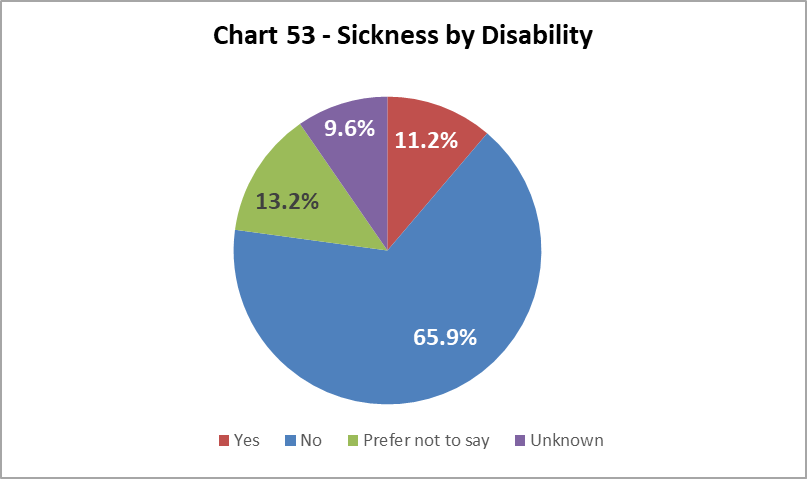 Chart 53 - Sickness by Disability
9.6%
11.2%
13.2%
65.9%
Yes No Prefer not to say Unknown